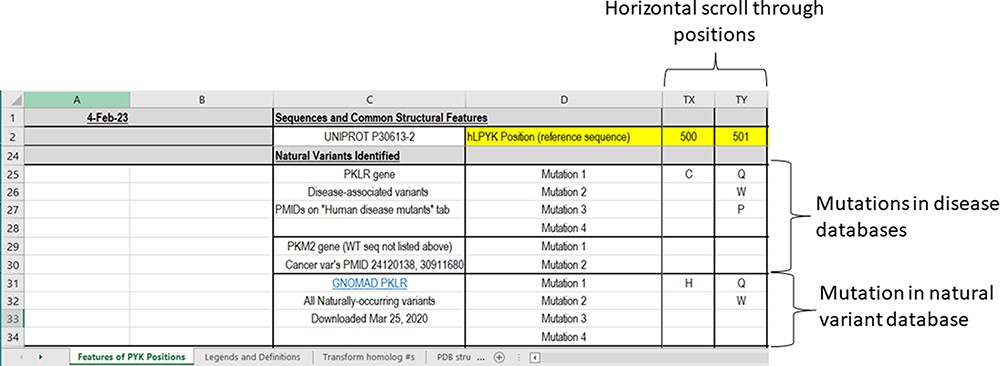 Horizontal scroll through
positions
A B C D TX TY
1 4-Feb-23 Sequences and Common Structural Features
2 UNIPROT P30613-2 hLPYK Position (reference sequence) 500 501
24 Natural Variants Identified
25 PKLR gene Mutation 1 C Q
26 Disease-associated variants Mutation 2 W
27 PMIDs on "Human disease mutants" tab Mutation 3 P
28 Mutation 4
29 PKM2 gene (WT seq not listed above) Mutation 1
30 Cancer var's PMID 24120138, 30911680 Mutation 2
31 GNOMAD PKLR Mutation 1 H Q
32 All Naturally-occurring variants Mutation 2 W
33 Downloaded Mar 25, 2020 Mutation 3
34 Mutation 4
Mutations in disease
databases
Mutation in natural
variant database
Features of PYK Positions Legends and Definitions Transform homolog #s PDB stru ...